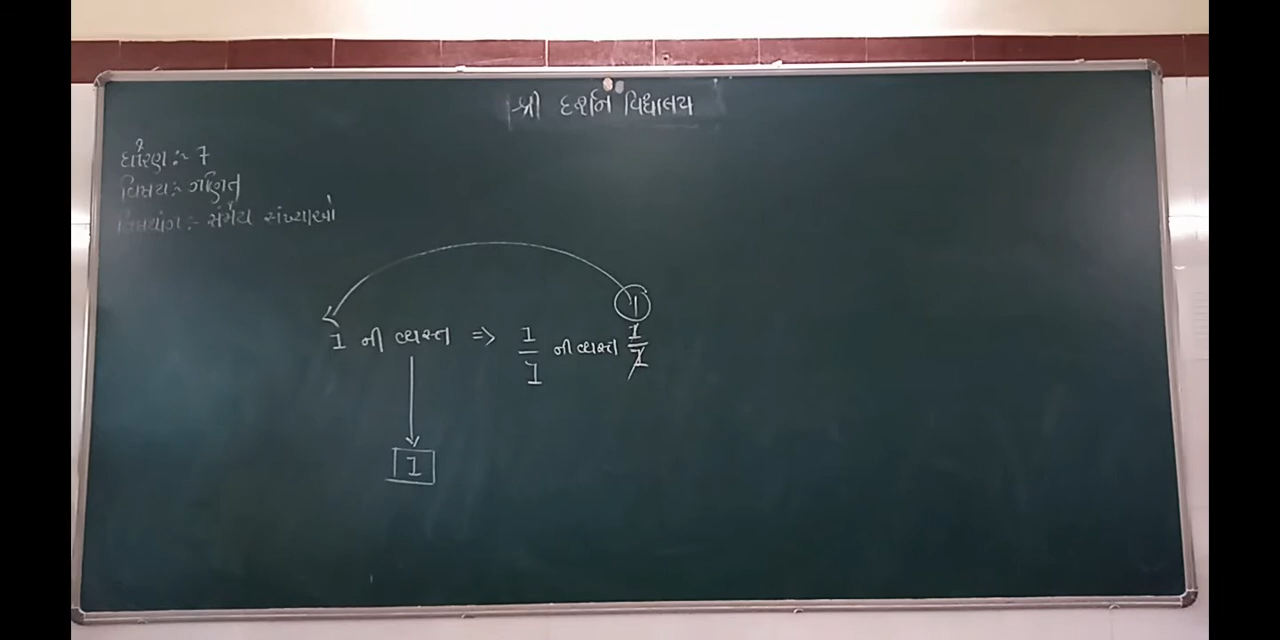 શ્રી દર્શન વિદ્યાલય
ધોરણ :- 7
વિષય :- ગણિત
વિષયાંગ :- સંમેય સંખ્યાઓ
1
1 ની વ્યસ્ત => 1/1 ની વ્યસ્ત 1/1
1